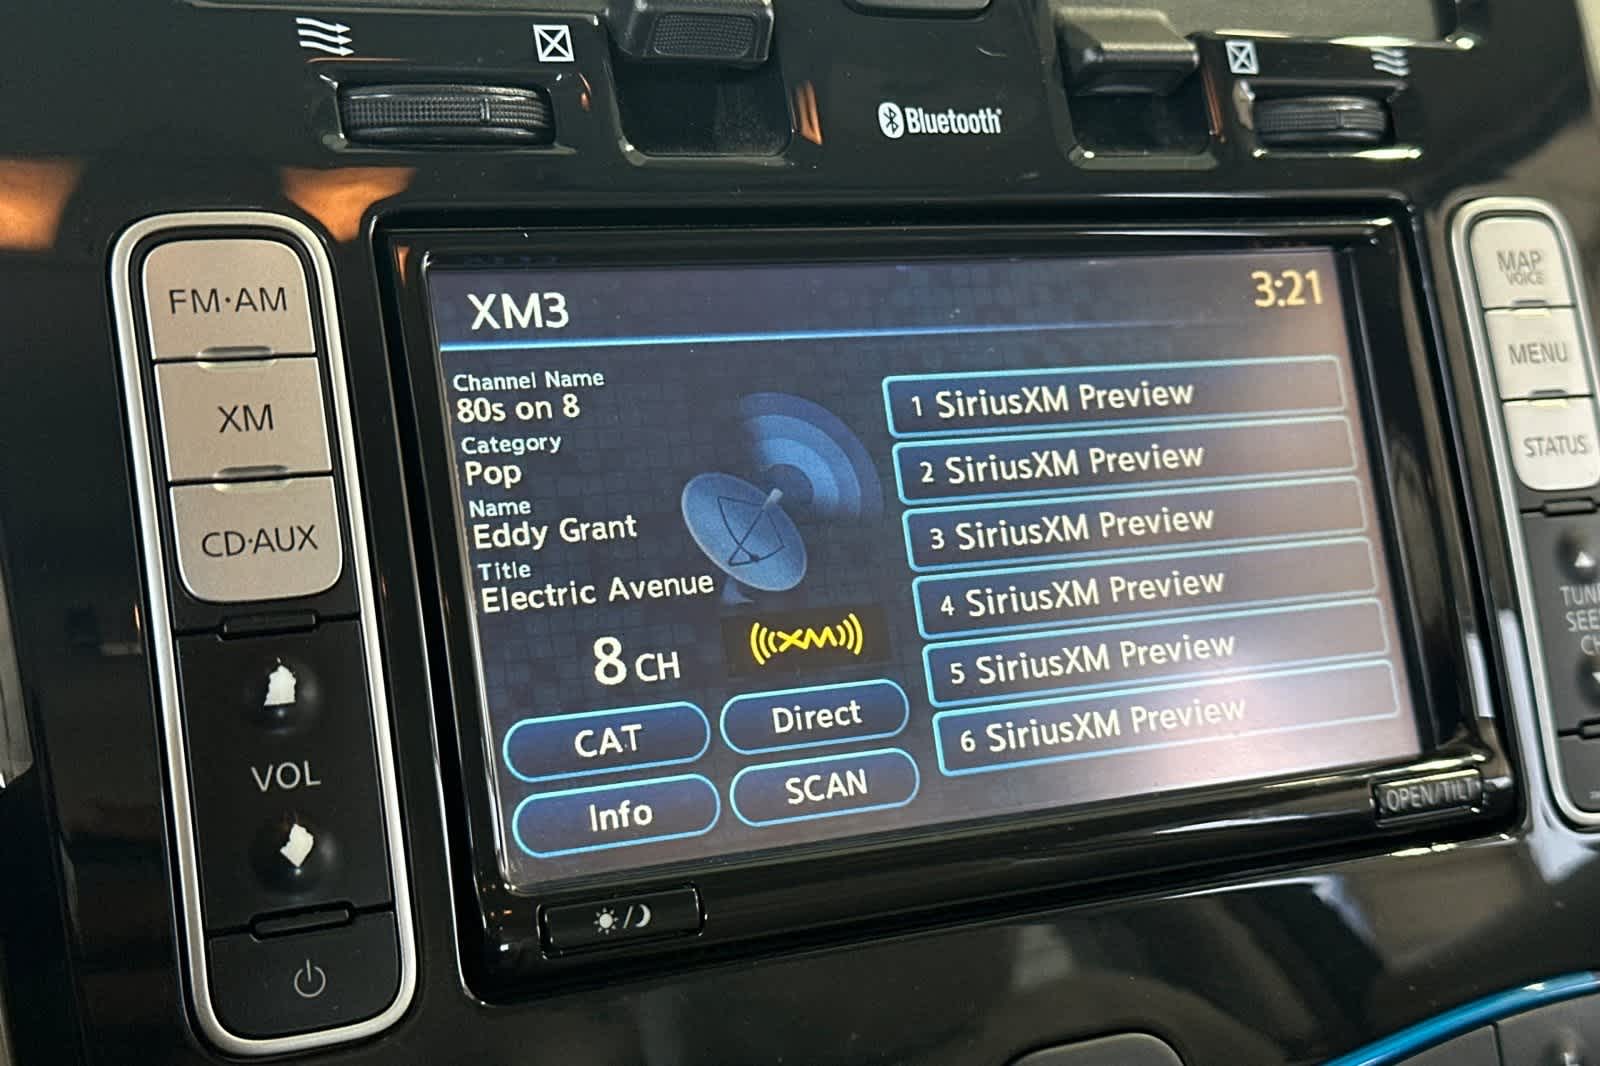 Bluetooth
FM·AM
XM
CD·AUX
VOL
XM3
3:21
Channel Name
80s on 8
Category
Pop
Name
Eddy Grant
Title
Electric Avenue
8 CH
((XM))
CAT
Direct
Info
SCAN
1 SiriusXM Preview
2 SiriusXM Preview
3 SiriusXM Preview
4 SiriusXM Preview
5 SiriusXM Preview
6 SiriusXM Preview
OPEN/TILT
MAP
VOICE
MENU
STATUS